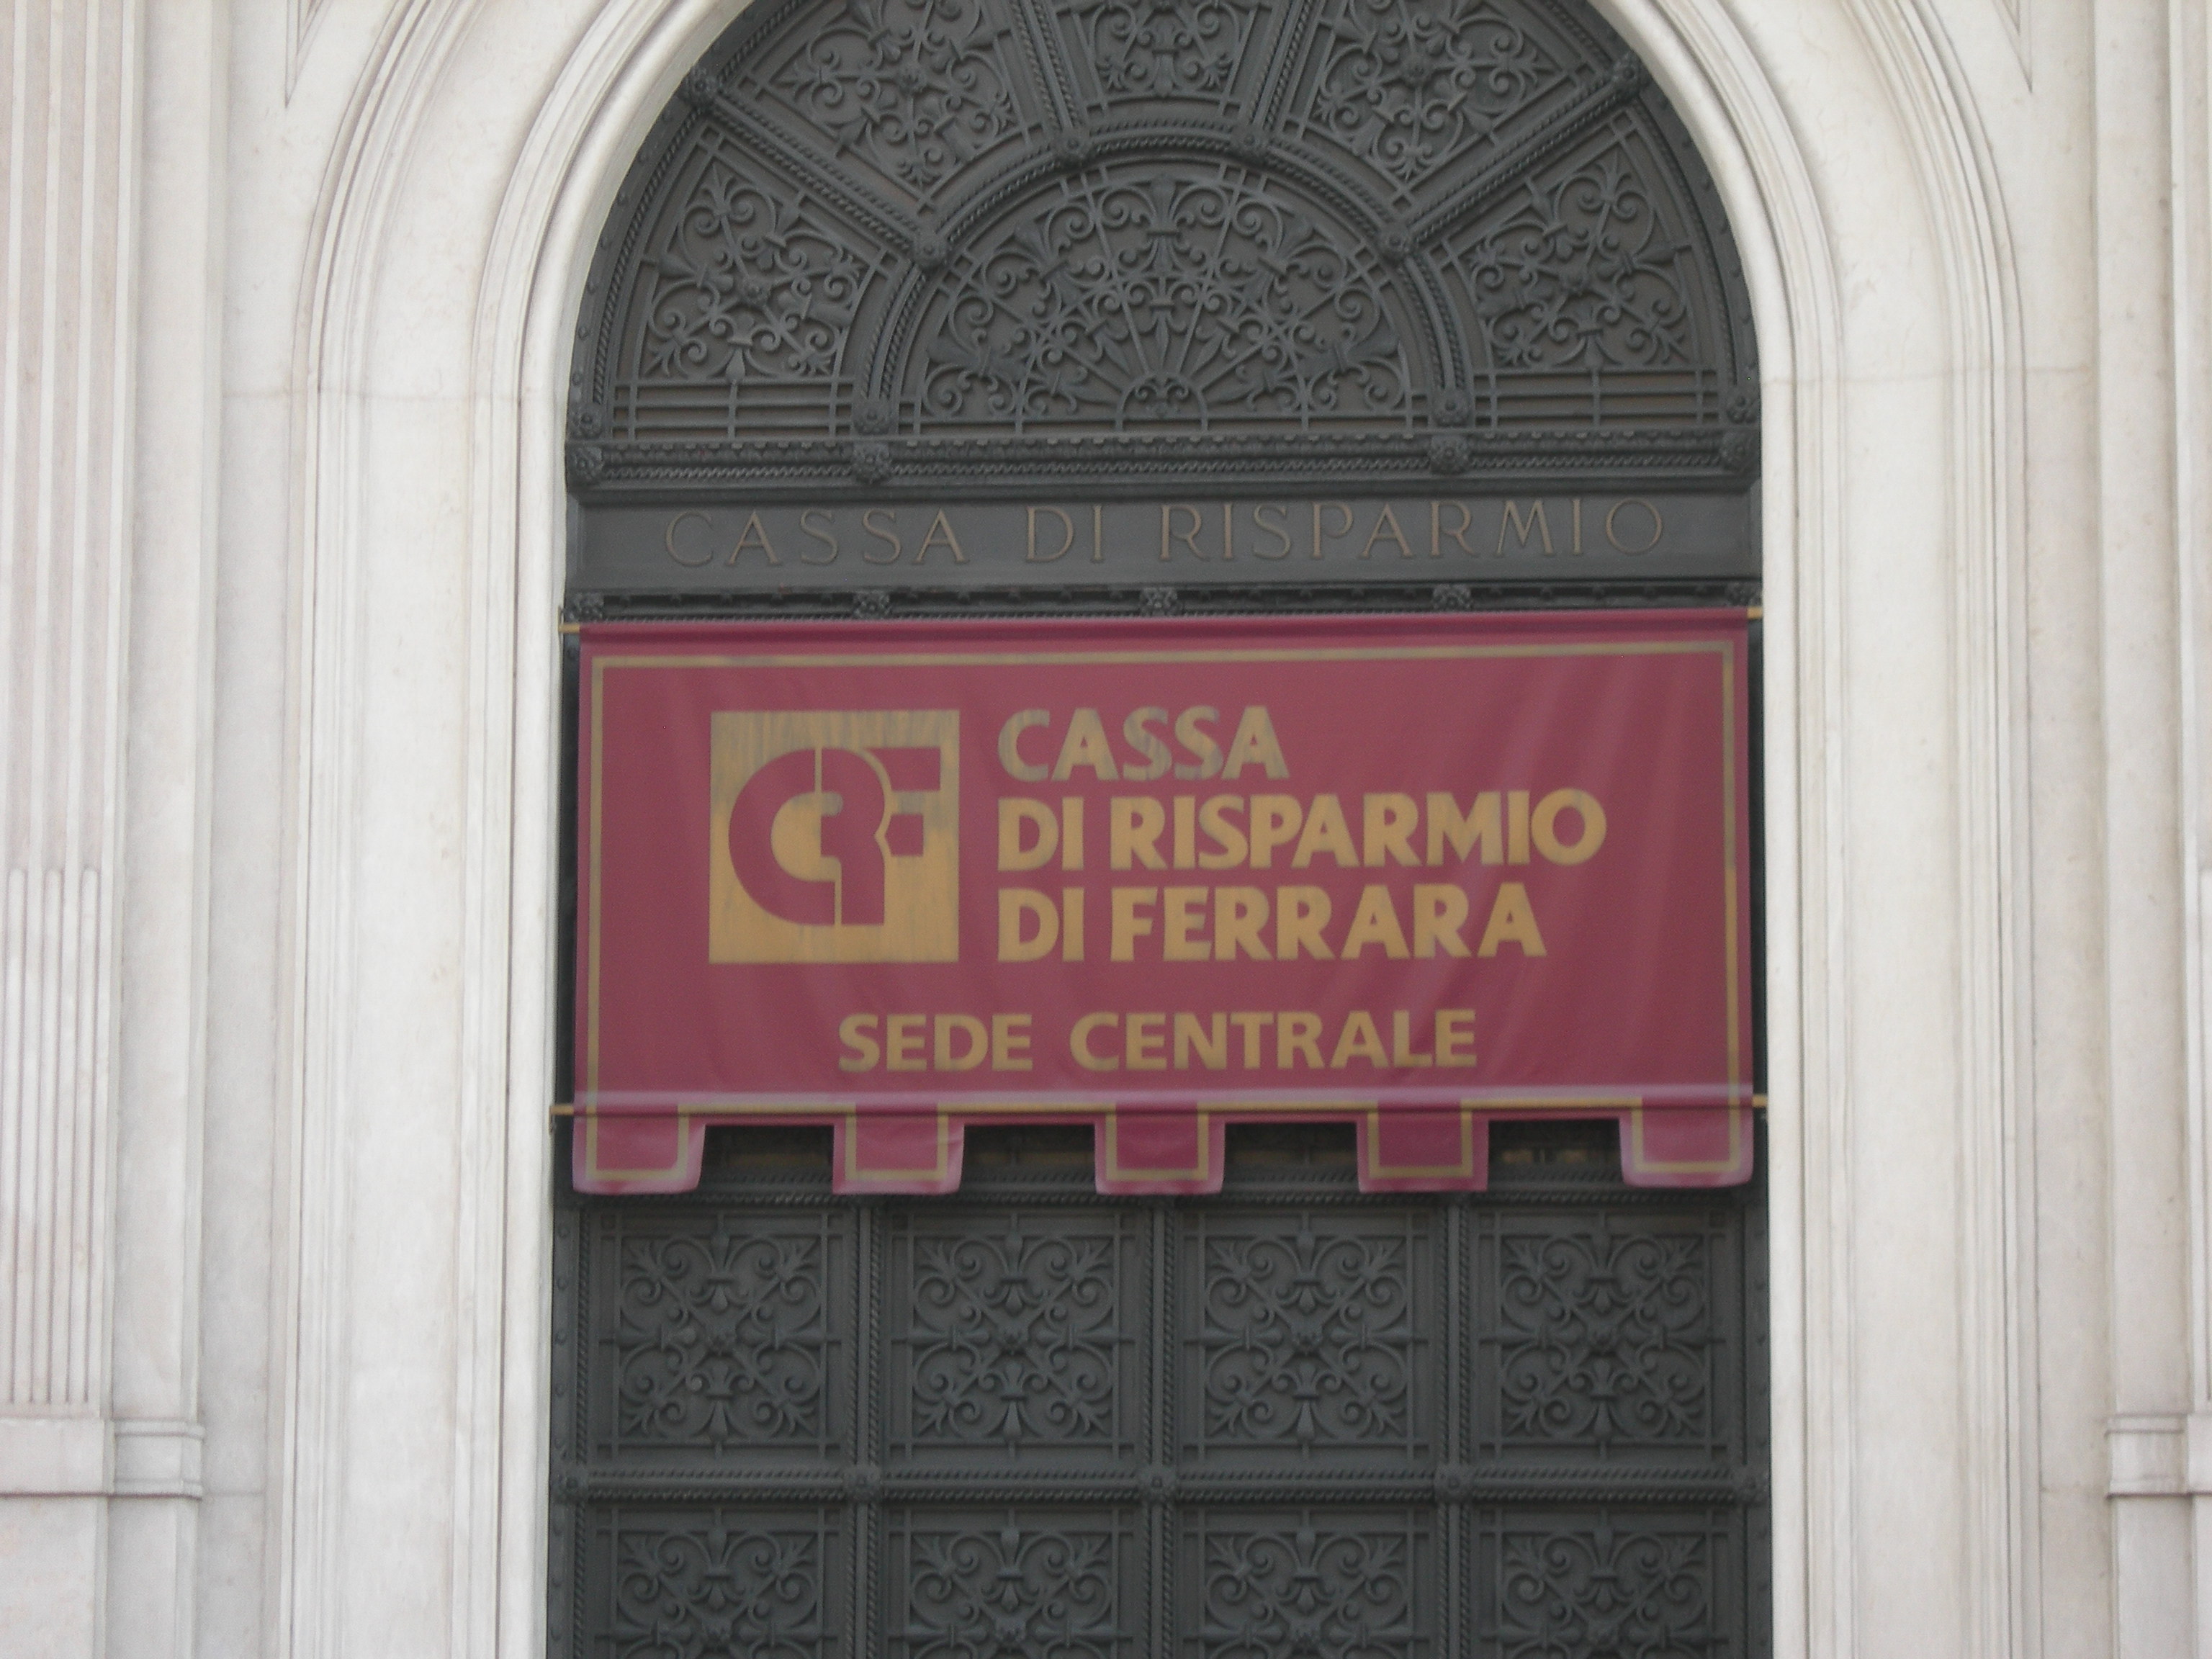 CASSA DI RISPARMIO
CRF
CASSA
DI RISPARMIO
DI FERRARA
SEDE CENTRALE